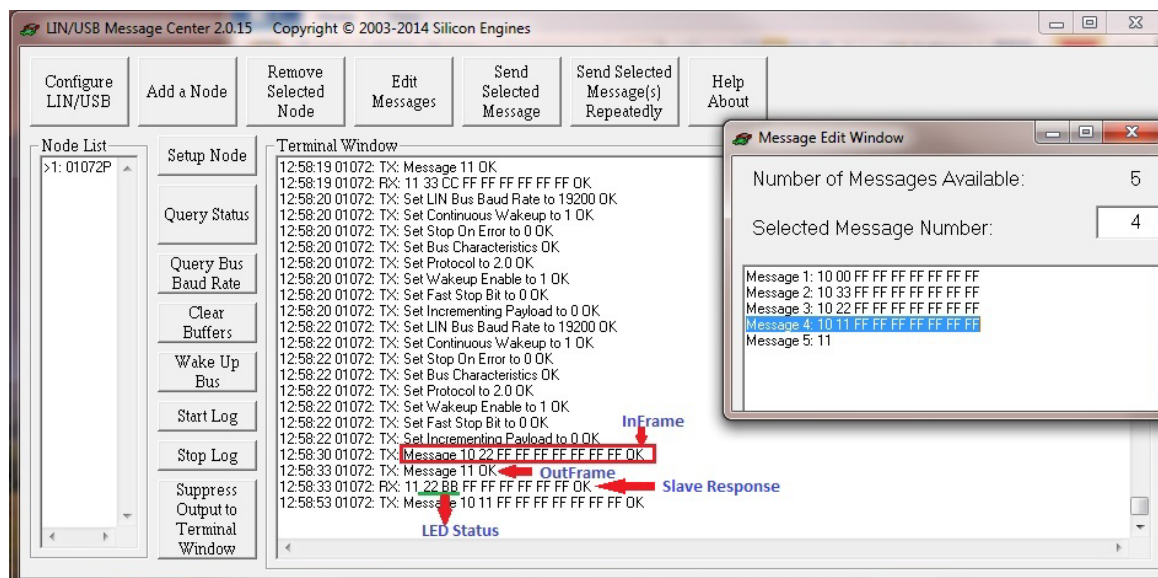 LIN/USB Message Center 2.0.15 Copyright © 2003-2014 Silicon Engines
Configure
LIN/USB
Add a Node
Remove
Selected
Node
Edit
Messages
Send
Selected
Message
Send Selected
Message(s)
Repeatedly
Help
About
Node List
>1: 01072P
Setup Node
Query Status
Query Bus
Baud Rate
Clear
Buffers
Wake Up
Bus
Start Log
Stop Log
Suppress
Output to
Terminal
Window
Terminal Window
12:58:19 01072: TX: Message 11 OK
12:58:19 01072: RX: 11 33 CC FF FF FF FF FF FF OK
12:58:20 01072: TX: Set LIN Bus Baud Rate to 19200 OK
12:58:20 01072: TX: Set Continuous Wakeup to 1 OK
12:58:20 01072: TX: Set Stop On Error to 0 OK
12:58:20 01072: TX: Set Bus Characteristics OK
12:58:20 01072: TX: Set Protocol to 2.0 OK
12:58:20 01072: TX: Set Wakeup Enable to 1 OK
12:58:20 01072: TX: Set Fast Stop Bit to 0 OK
12:58:20 01072: TX: Set Incrementing Payload to 0 OK
12:58:22 01072: TX: Set LIN Bus Baud Rate to 19200 OK
12:58:22 01072: TX: Set Continuous Wakeup to 1 OK
12:58:22 01072: TX: Set Stop On Error to 0 OK
12:58:22 01072: TX: Set Bus Characteristics OK
12:58:22 01072: TX: Set Protocol to 2.0 OK
12:58:22 01072: TX: Set Wakeup Enable to 1 OK
12:58:22 01072: TX: Set Fast Stop Bit to 0 OK
12:58:22 01072: TX: Set Incrementing Payload to 0 OK
InFrame
12:58:30 01072: TX: Message 10 22 FF FF FF FF FF FF FF OK
12:58:33 01072: TX: Message 11 OK OutFrame
12:58:33 01072: RX: 11 22 BB FF FF FF FF FF FF OK Slave Response
12:58:53 01072: TX: Message 10 11 FF FF FF FF FF FF FF OK
LED Status
Message Edit Window
Number of Messages Available: 5
Selected Message Number: 4
Message 1: 10 00 FF FF FF FF FF FF FF
Message 2: 10 33 FF FF FF FF FF FF FF
Message 3: 10 22 FF FF FF FF FF FF FF
Message 4: 10 11 FF FF FF FF FF FF FF
Message 5: 11